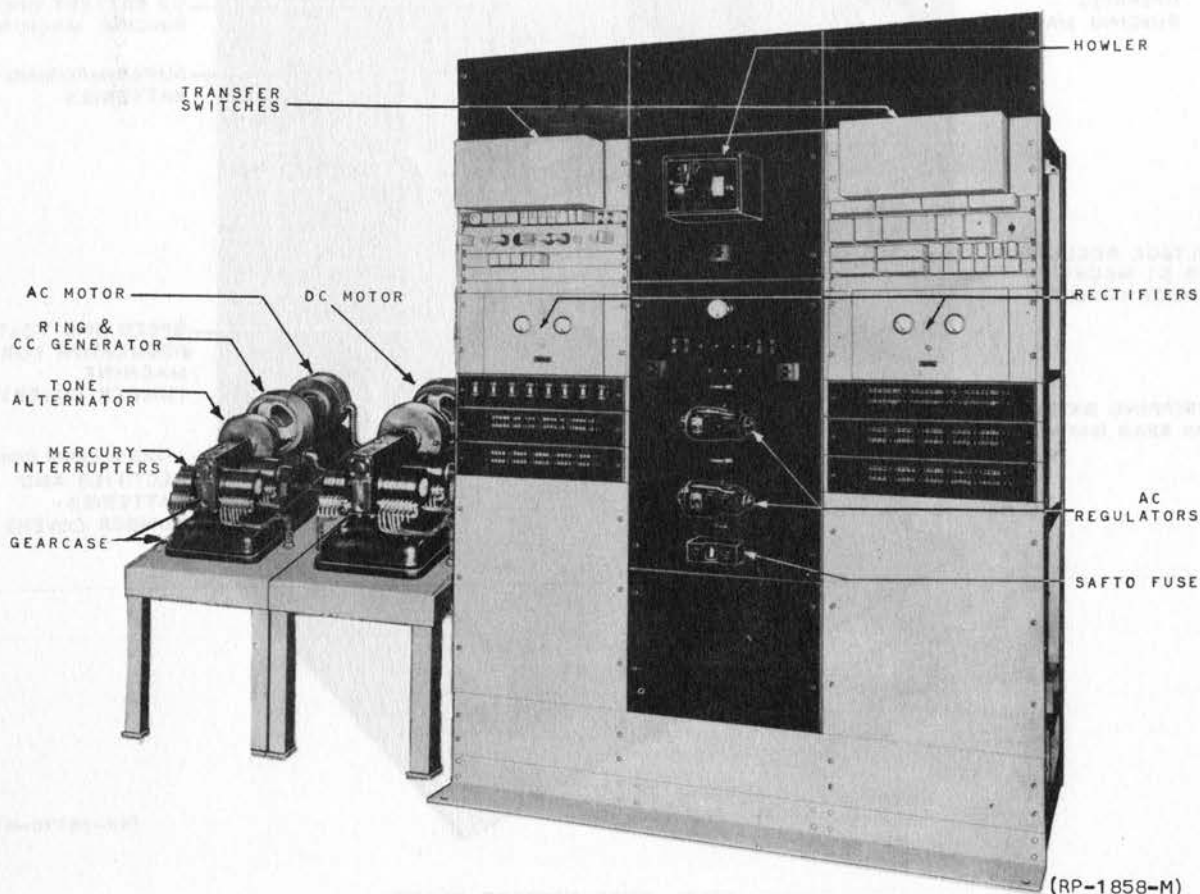 HOWLER
TRANSFER
SWITCHES
AC MOTOR
DC MOTOR
RECTIFIERS
RING &
CC GENERATOR
TONE
ALTERNATOR
MERCURY
INTERRUPTERS
AC
REGULATORS
GEARCASE
SAFTO FUSE
(RP-1858-M)